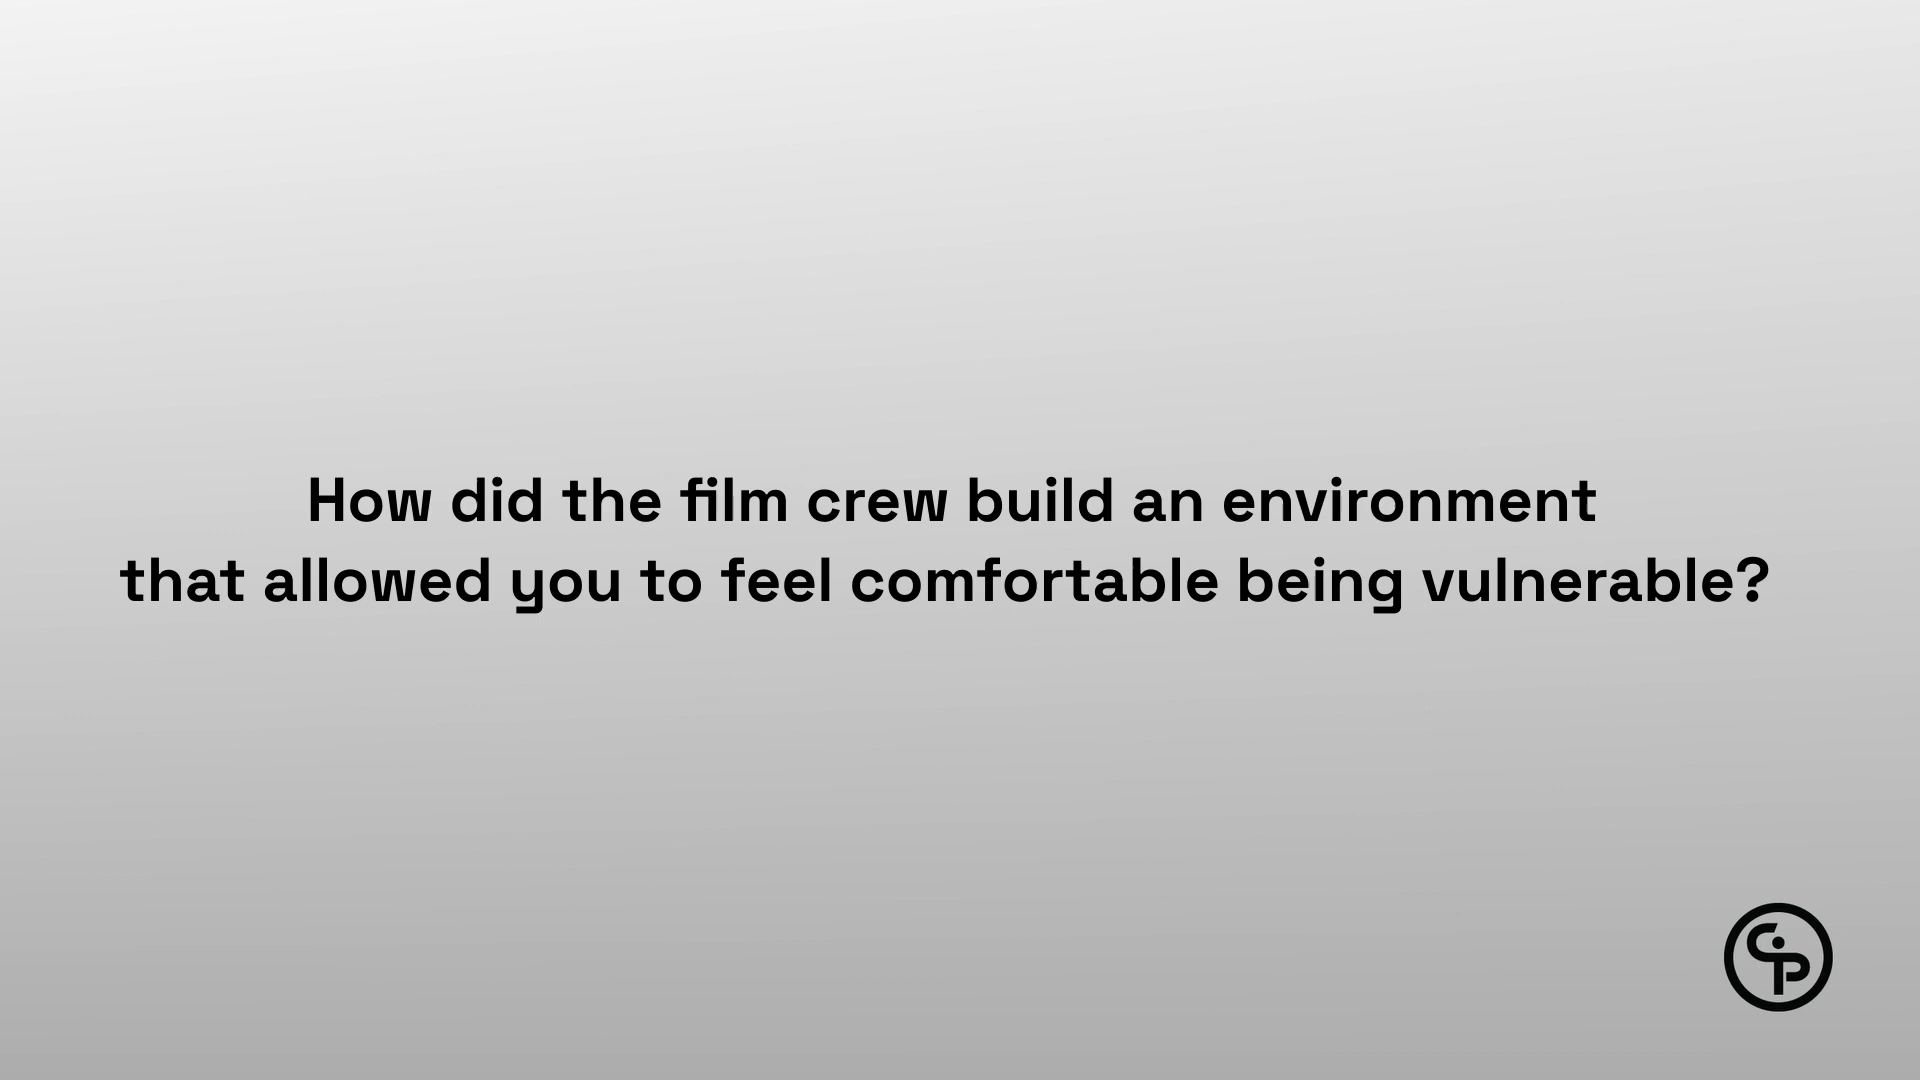 How did the film crew build an environment
that allowed you to feel comfortable being vulnerable?